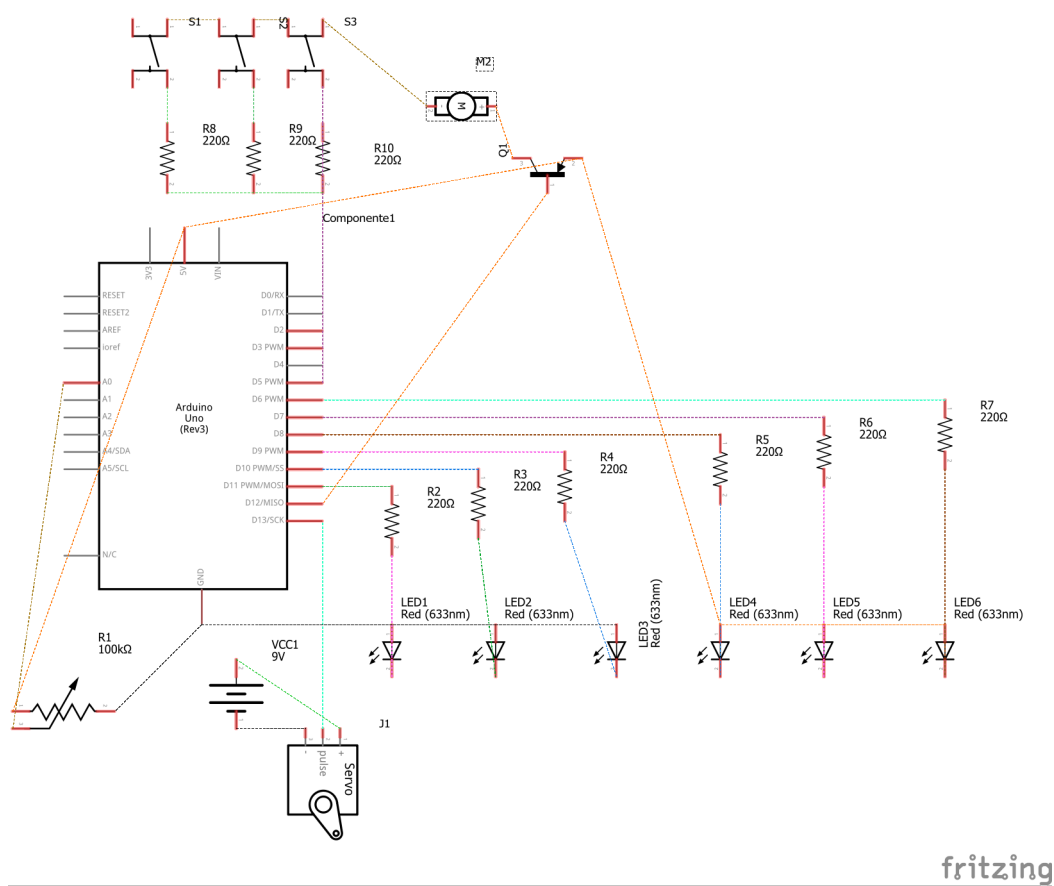 S1
S2
S3
M2
M
-
+
R8
220Ω
R9
220Ω
R10
220Ω
Q1
Componente1
3V3
5V
VIN
RESET
RESET2
AREF
ioref
A0
A1
A2
A3
A4/SDA
A5/SCL
N/C
Arduino
Uno
(Rev3)
D0/RX
D1/TX
D2
D3 PWM
D4
D5 PWM
D6 PWM
D7
D8
D9 PWM
D10 PWM/SS
D11 PWM/MOSI
D12/MISO
D13/SCK
GND
R7
220Ω
R6
220Ω
R5
220Ω
R4
220Ω
R3
220Ω
R2
220Ω
LED1
Red (633nm)
LED2
Red (633nm)
LED3
Red (633nm)
LED4
Red (633nm)
LED5
Red (633nm)
LED6
Red (633nm)
R1
100kΩ
VCC1
9V
J1
-
pulse
+
Servo
fritzing